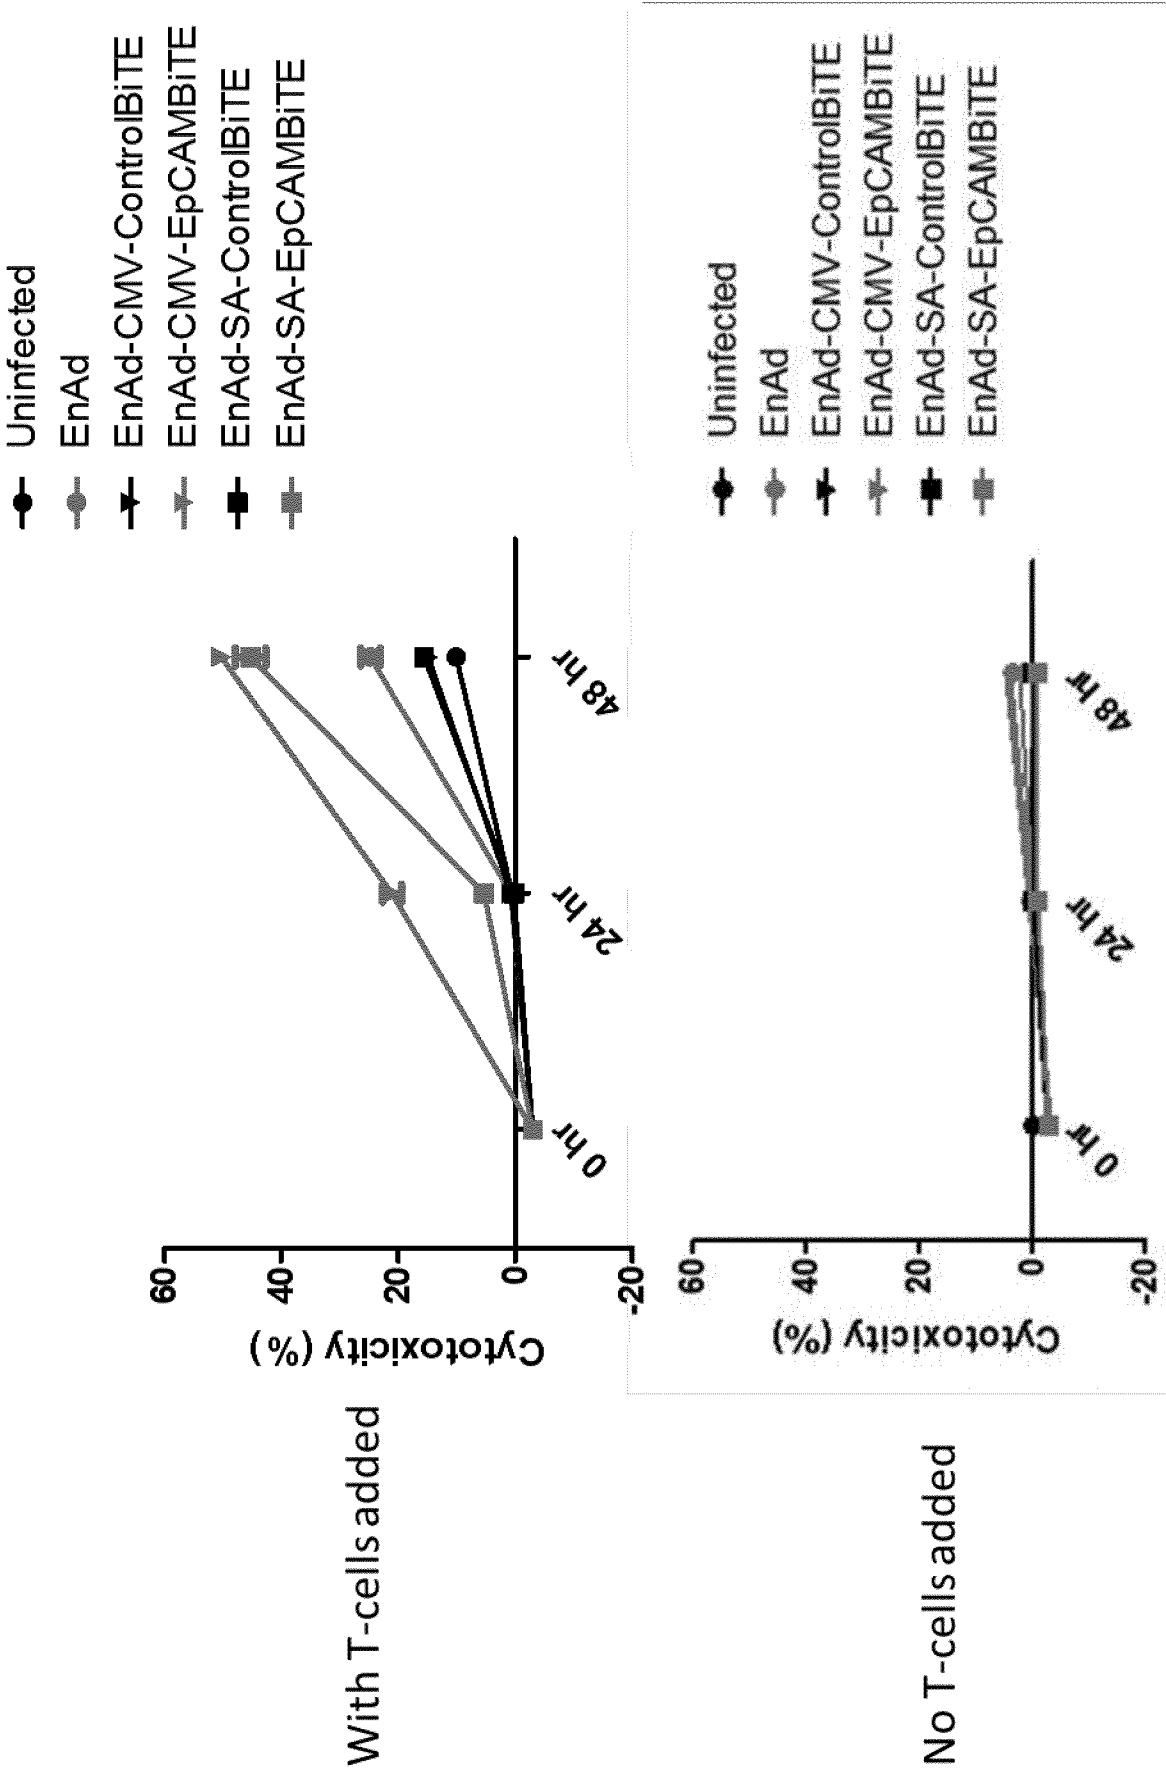 With T-cells added
Cytotoxicity (%)
60
40
20
0
-20
0 hr
24 hr
48 hr
Uninfected
EnAd
EnAd-CMV-ControlBiTE
EnAd-CMV-EpCAMBiTE
EnAd-SA-ControlBiTE
EnAd-SA-EpCAMBiTE
No T-cells added
Cytotoxicity (%)
60
40
20
0
-20
0 hr
24 hr
48 hr
Uninfected
EnAd
EnAd-CMV-ControlBiTE
EnAd-CMV-EpCAMBiTE
EnAd-SA-ControlBiTE
EnAd-SA-EpCAMBiTE